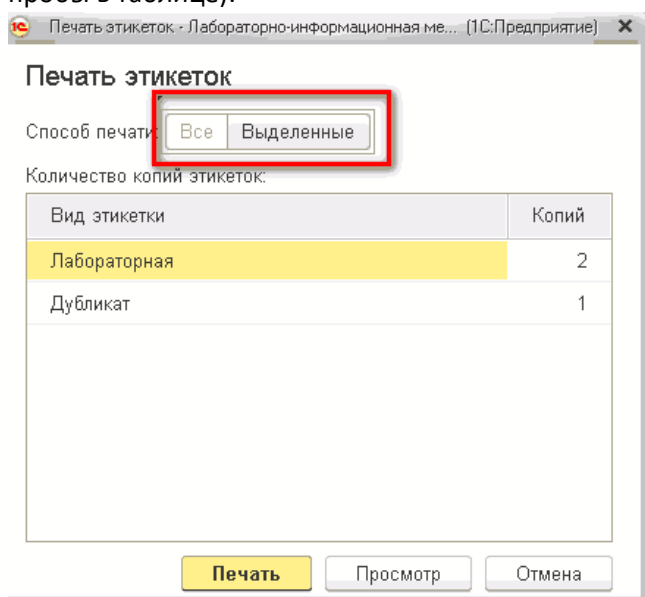 пробы в таблице).
Печать этикеток - Лабораторно-информационная ме... (1С:Предприятие)
Печать этикеток
Способ печати: Все Выделенные
Количество копий этикеток:
Вид этикетки Копий
Лабораторная 2
Дубликат 1
Печать Просмотр Отмена